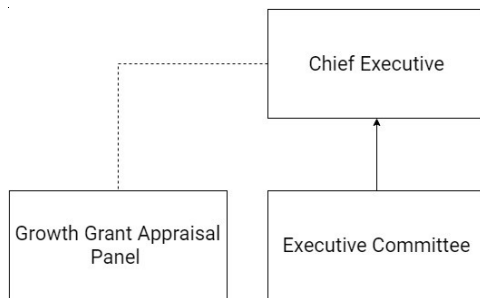 Chief Executive
Growth Grant Appraisal
Panel
Executive Committee